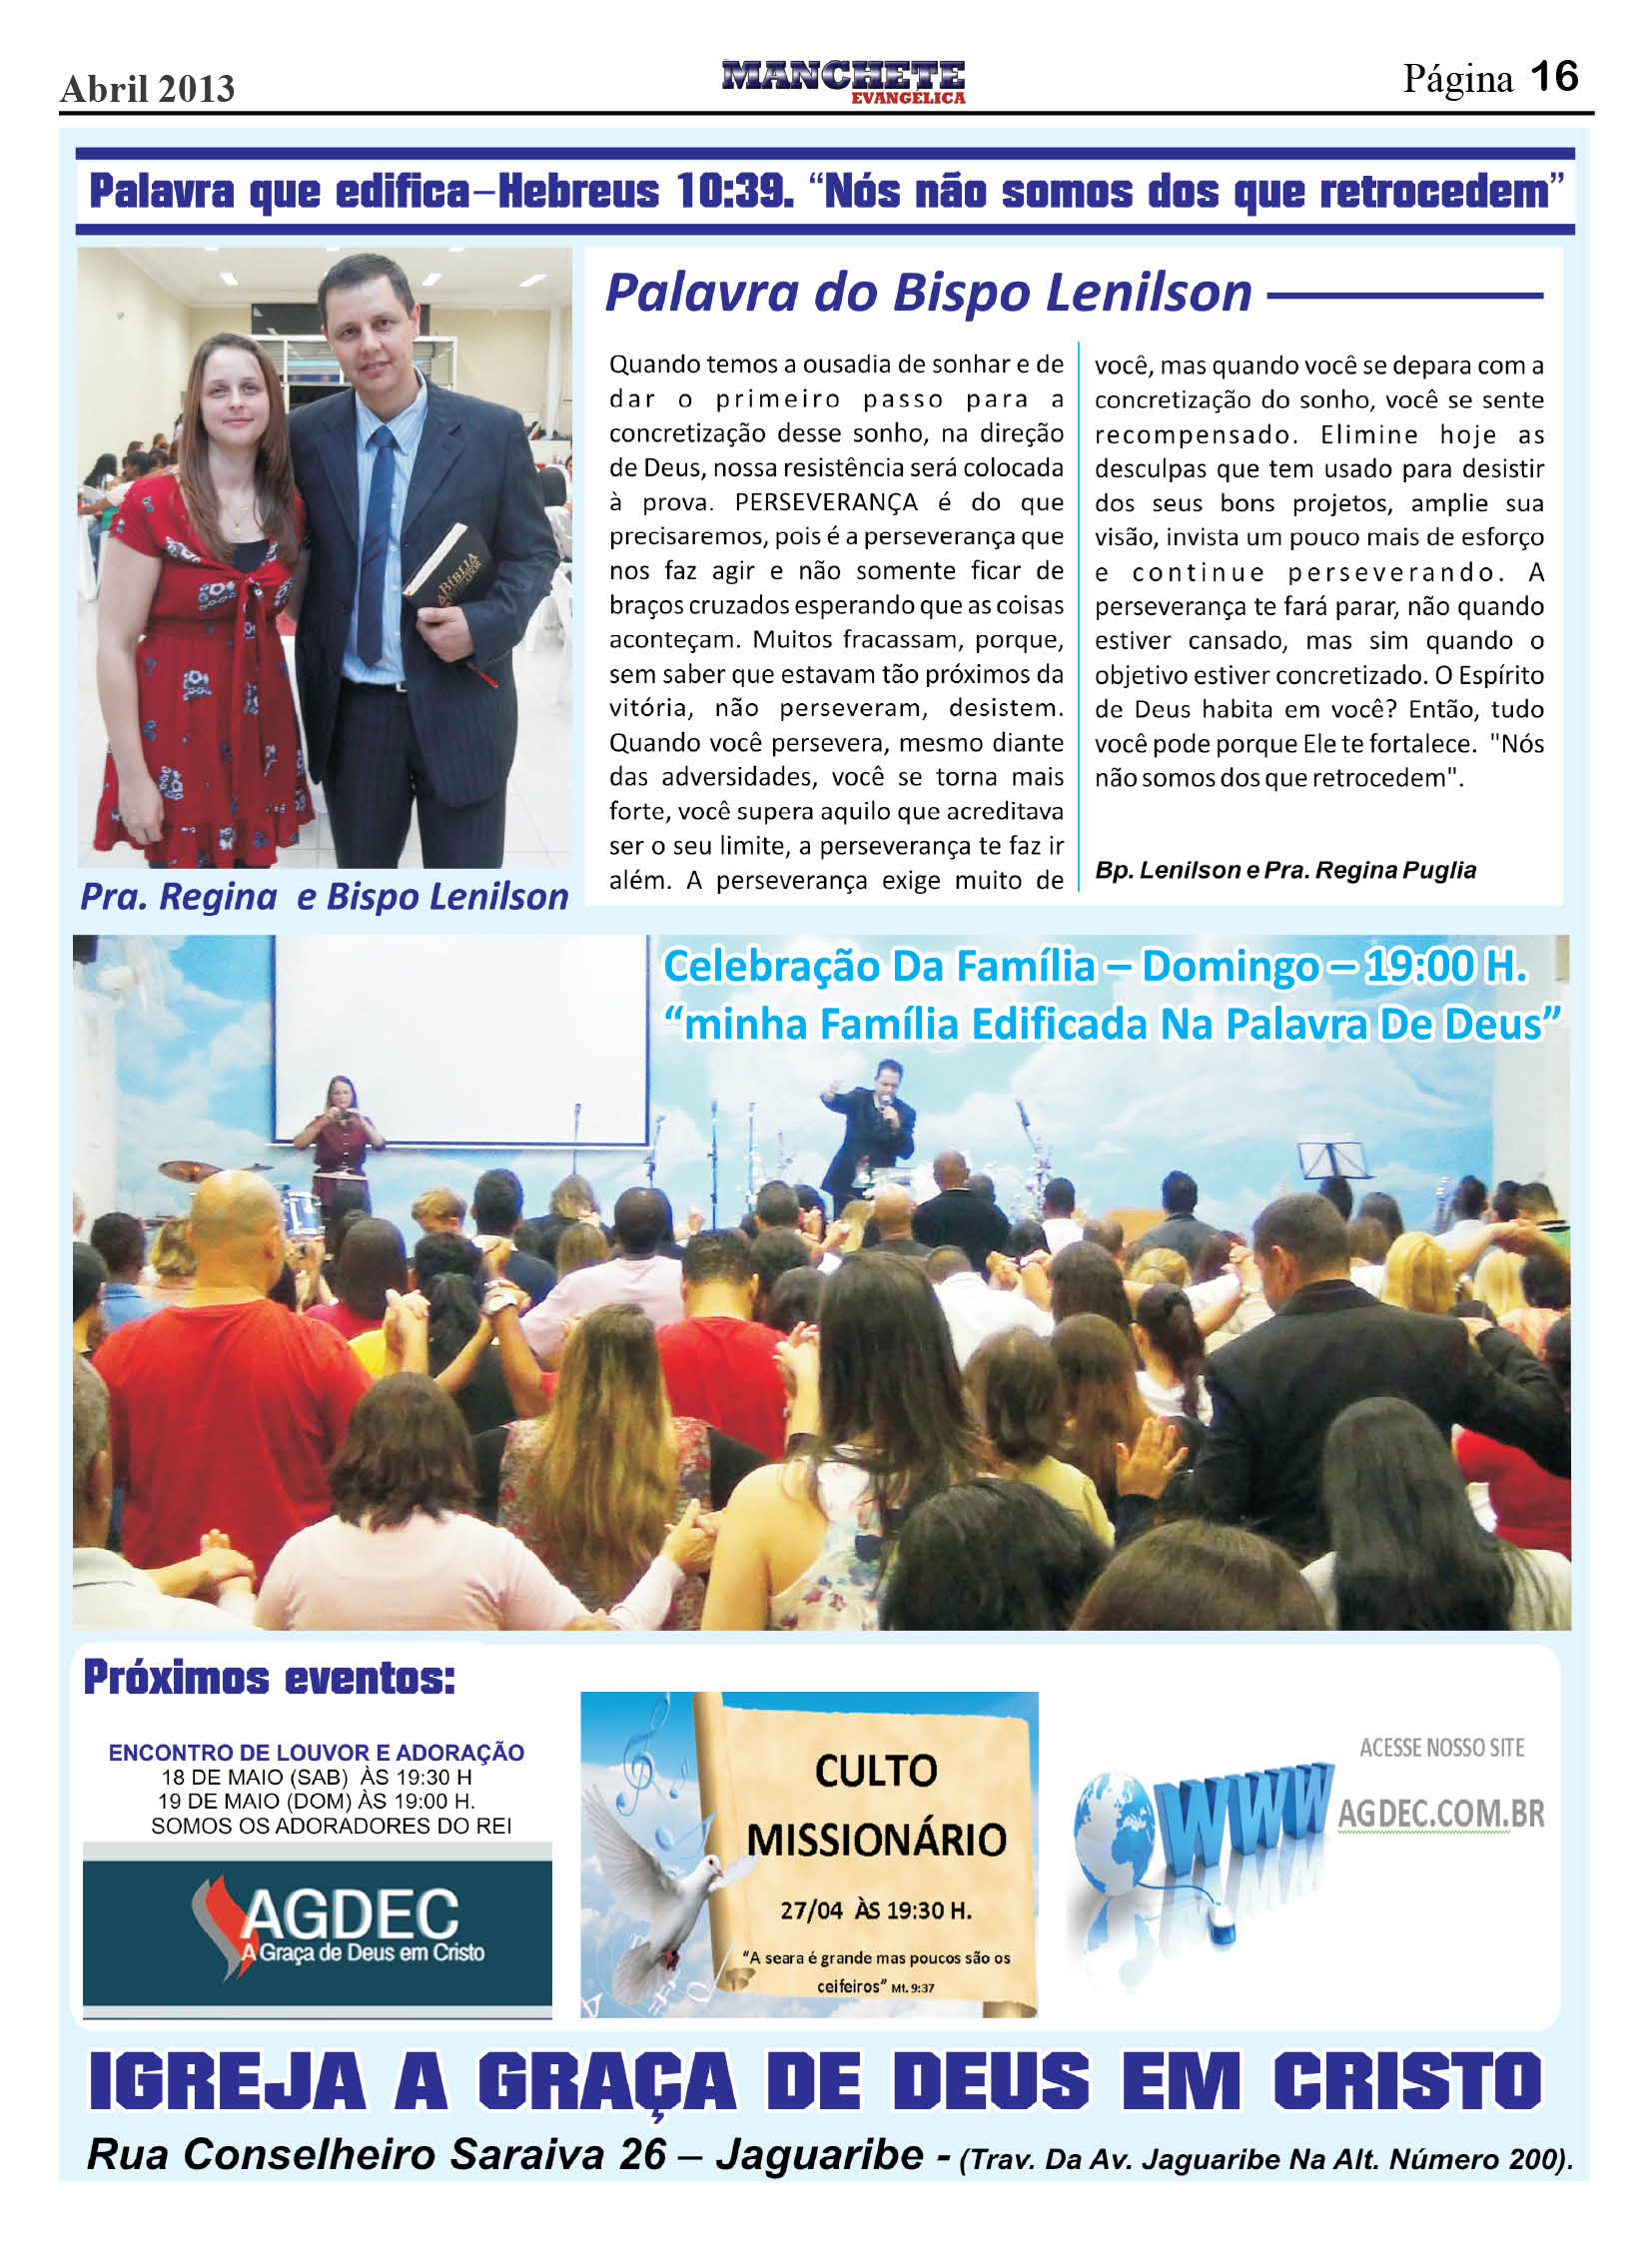 Abril 2013
MANCHETE
EVANGÉLICA
Página 16
Palavra que edifica-Hebreus 10:39. “Nós não somos dos que retrocedem”
Palavra do Bispo Lenilson
Quando temos a ousadia de sonhar e de
dar o primeiro passo para a
concretização desse sonho, na direção
de Deus, nossa resistência será colocada
à prova. PERSEVERANÇA é do que
precisaremos, pois é a perseverança que
nos faz agir e não somente ficar de
braços cruzados esperando que as coisas
aconteçam. Muitos fracassam, porque,
sem saber que estavam tão próximos da
vitória, não perseveram, desistem.
Quando você persevera, mesmo diante
das adversidades, você se torna mais
forte, você supera aquilo que acreditava
ser o seu limite, a perseverança te faz ir
além. A perseverança exige muito de
você, mas quando você se depara com a
concretização do sonho, você se sente
recompensado. Elimine hoje as
desculpas que tem usado para desistir
dos seus bons projetos, amplie sua
visão, invista um pouco mais de esforço
e continue perseverando. A
perseverança te fará parar, não quando
estiver cansado, mas sim quando o
objetivo estiver concretizado. O Espírito
de Deus habita em você? Então, tudo
você pode porque Ele te fortalece. "Nós
não somos dos que retrocedem".
Bp. Lenilson e Pra. Regina Puglia
BÍBLIA
Pra. Regina e Bispo Lenilson
Celebração Da Família – Domingo – 19:00 H.
“minha Família Edificada Na Palavra De Deus”
Próximos eventos:
ENCONTRO DE LOUVOR E ADORAÇÃO
18 DE MAIO (SAB) ÀS 19:30 H
19 DE MAIO (DOM) ÀS 19:00 H.
SOMOS OS ADORADORES DO REI
AGDEC
A Graça de Deus em Cristo
CULTO
MISSIONÁRIO
27/04 ÀS 19:30 H.
“A seara é grande mas poucos são os
ceifeiros” Mt. 9:37
WWW
ACESSE NOSSO SITE
AGDEC.COM.BR
IGREJA A GRAÇA DE DEUS EM CRISTO
Rua Conselheiro Saraiva 26 – Jaguaribe - (Trav. Da Av. Jaguaribe Na Alt. Número 200).